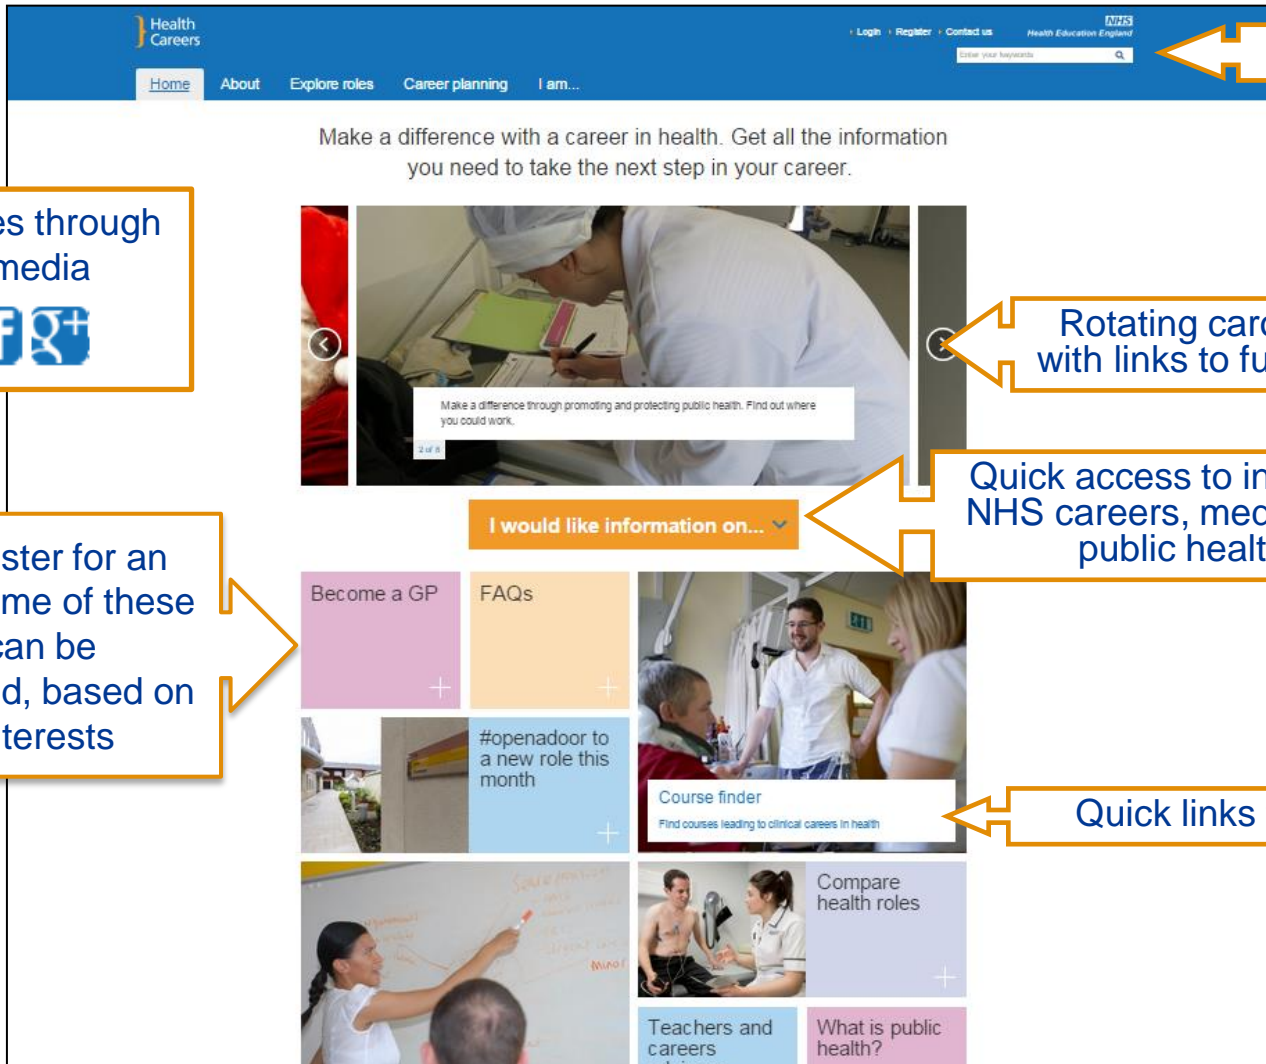 Health
Careers
Login
Register
Contact us
NHS
Health Education England
Enter your keywords
Home
About
Explore roles
Career planning
I am...
Make a difference with a career in health. Get all the information
you need to take the next step in your career.
es through
media
f g+
Make a difference through promoting and protecting public health. Find out where
you could work.
2 of 8
Rotating caro
with links to fu
I would like information on...
Quick access to in
NHS careers, med
public healt
ster for an
me of these
can be
d, based on
terests
Become a GP
FAQs
#openadoor to
a new role this
month
Course finder
Find courses leading to clinical careers in health
Quick links
Compare
health roles
Minor
Teachers and
careers
What is public
health?